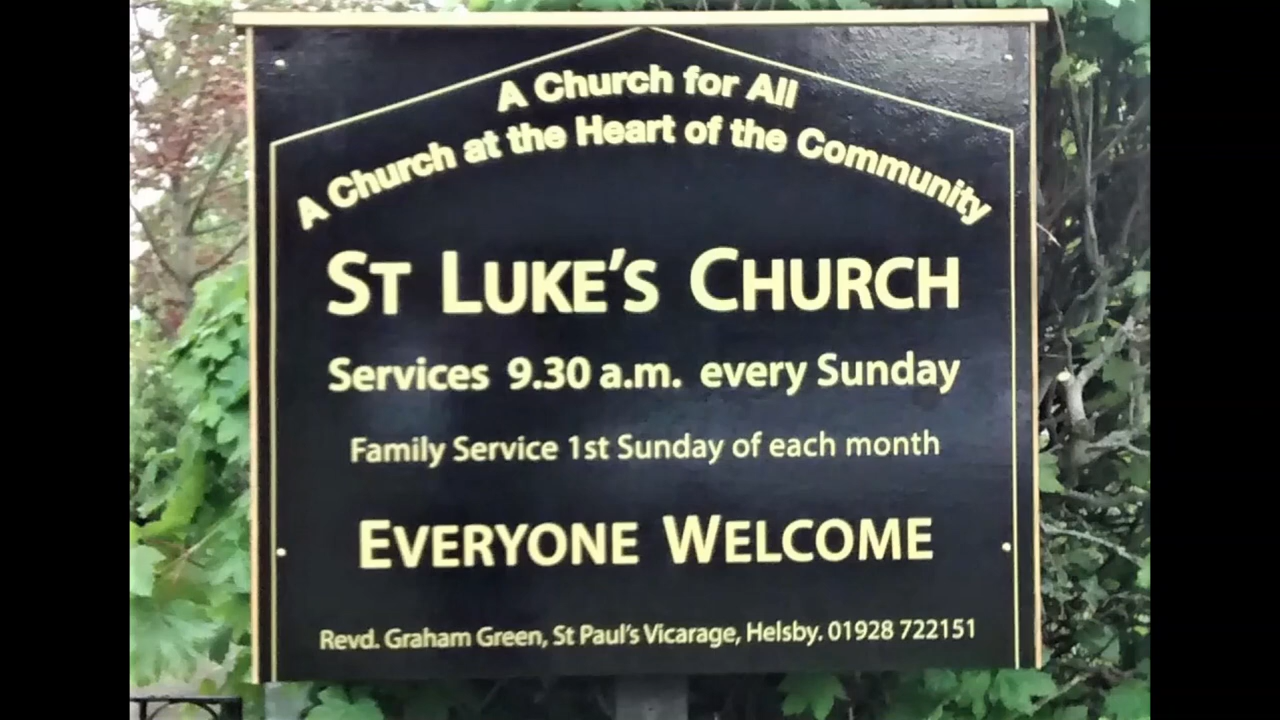 A Church for All
A Church at the Heart of the Community
ST LUKE'S CHURCH
Services 9.30 a.m. every Sunday
Family Service 1st Sunday of each month
EVERYONE WELCOME
Revd. Graham Green, St Paul's Vicarage, Helsby. 01928 722151